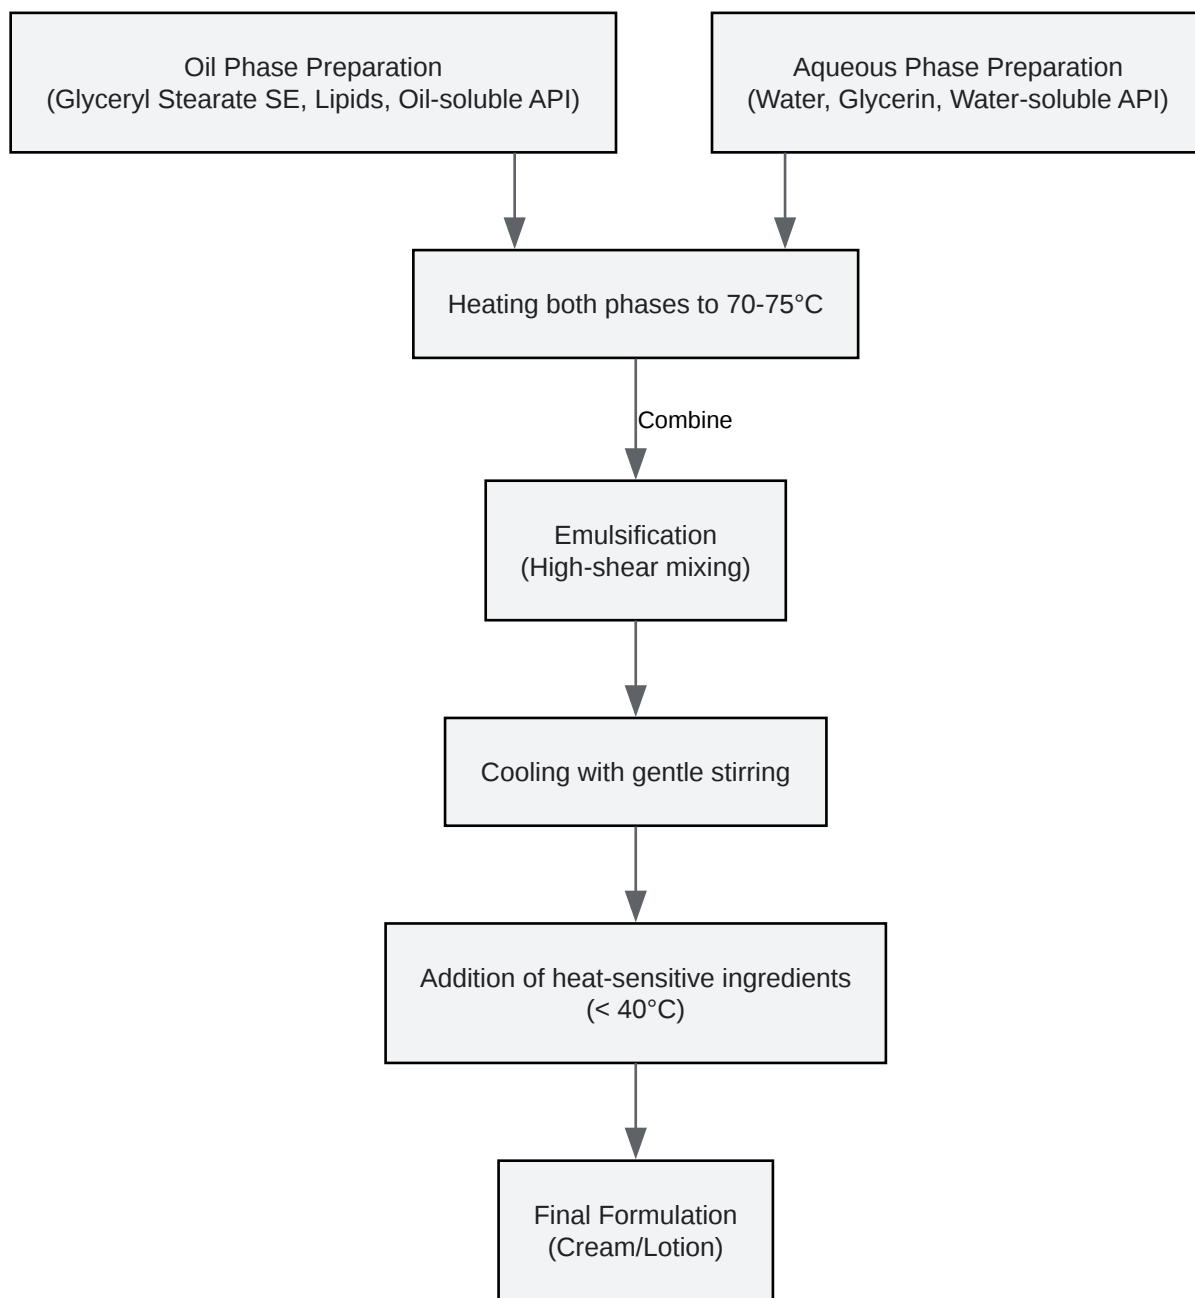 Oil Phase Preparation
(Glyceryl Stearate SE, Lipids, Oil-soluble API)
Aqueous Phase Preparation
(Water, Glycerin, Water-soluble API)
Heating both phases to 70-75°C
Combine
Emulsification
(High-shear mixing)
Cooling with gentle stirring
Addition of heat-sensitive ingredients
(< 40°C)
Final Formulation
(Cream/Lotion)